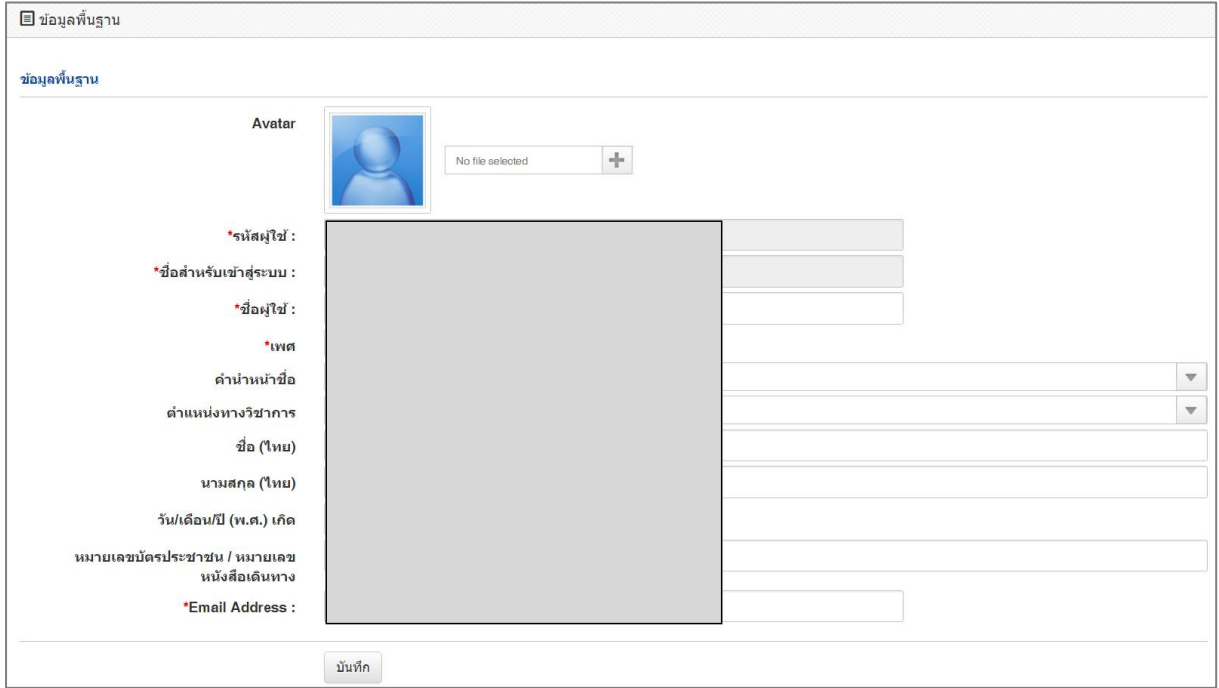 ข้อมูลพื้นฐาน
ข้อมูลพื้นฐาน
Avatar
No file selected
*รหัสผู้ใช้ :
*ชื่อสำหรับเข้าสู่ระบบ :
*ชื่อผู้ใช้ :
*เพศ
คำนำหน้าชื่อ
ตำแหน่งทางวิชาการ
ชื่อ (ไทย)
นามสกุล (ไทย)
วัน/เดือน/ปี (พ.ศ.) เกิด
หมายเลขบัตรประชาชน / หมายเลข
หนังสือเดินทาง
*Email Address :
บันทึก